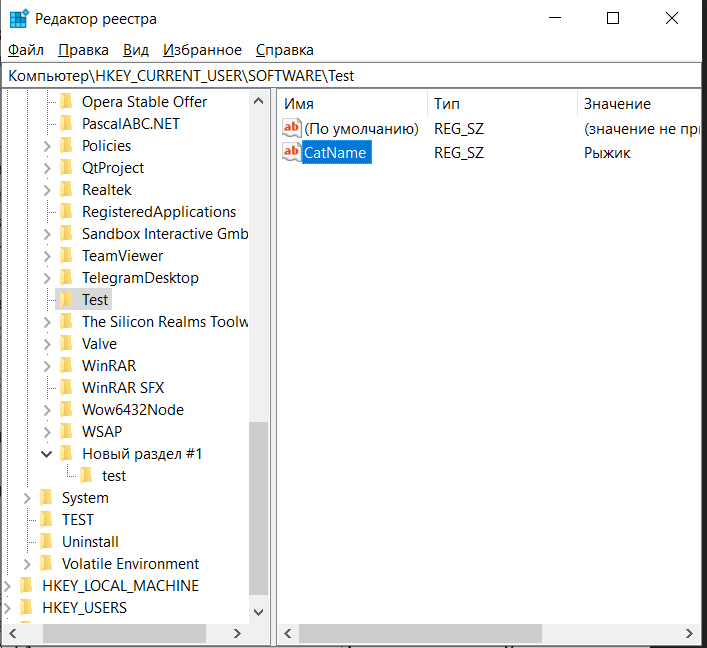 Редактор реестра
Файл Правка Вид Избранное Справка
Компьютер\HKEY_CURRENT_USER\SOFTWARE\Test
Opera Stable Offer
PascalABC.NET
Policies
QtProject
Realtek
RegisteredApplications
Sandbox Interactive Gmb
TeamViewer
TelegramDesktop
Test
The Silicon Realms Toolw
Valve
WinRAR
WinRAR SFX
Wow6432Node
WSAP
Новый раздел #1
test
System
TEST
Uninstall
Volatile Environment
HKEY_LOCAL_MACHINE
HKEY_USERS
Имя Тип Значение
ab (По умолчанию) REG_SZ (значение не при
ab CatName REG_SZ Рыжик